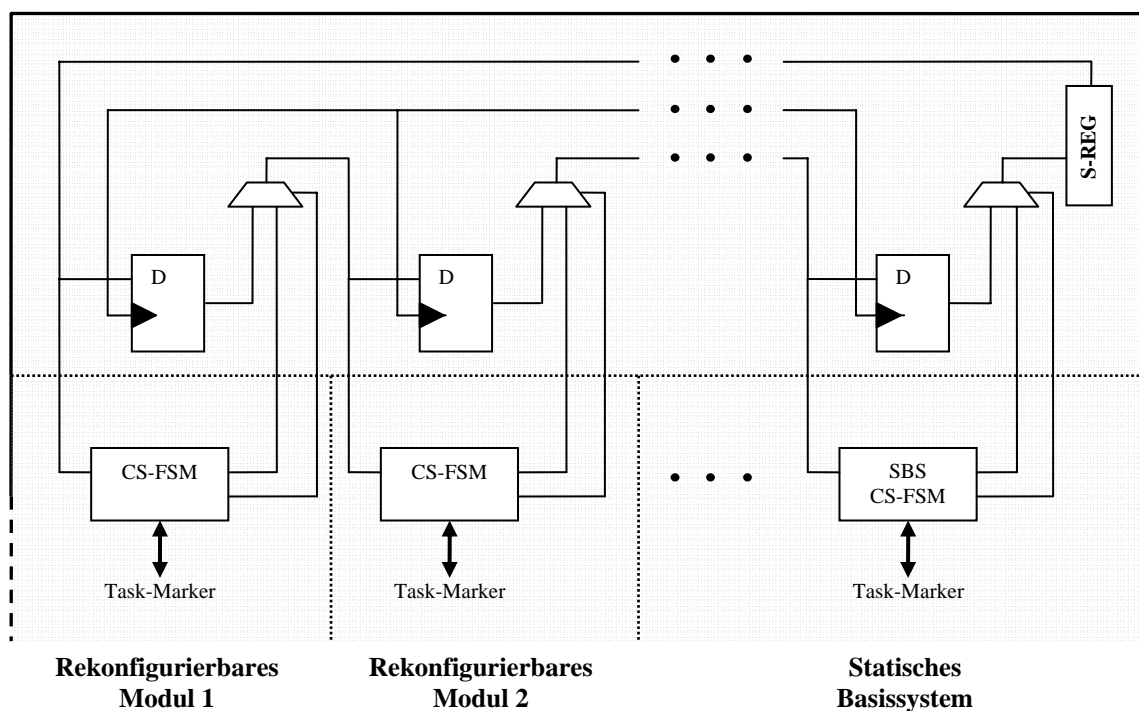 S-REG
D
D
D
CS-FSM
CS-FSM
SBS
CS-FSM
Task-Marker
Task-Marker
Task-Marker
Rekonfigurierbares
Modul 1
Rekonfigurierbares
Modul 2
Statisches
Basissystem